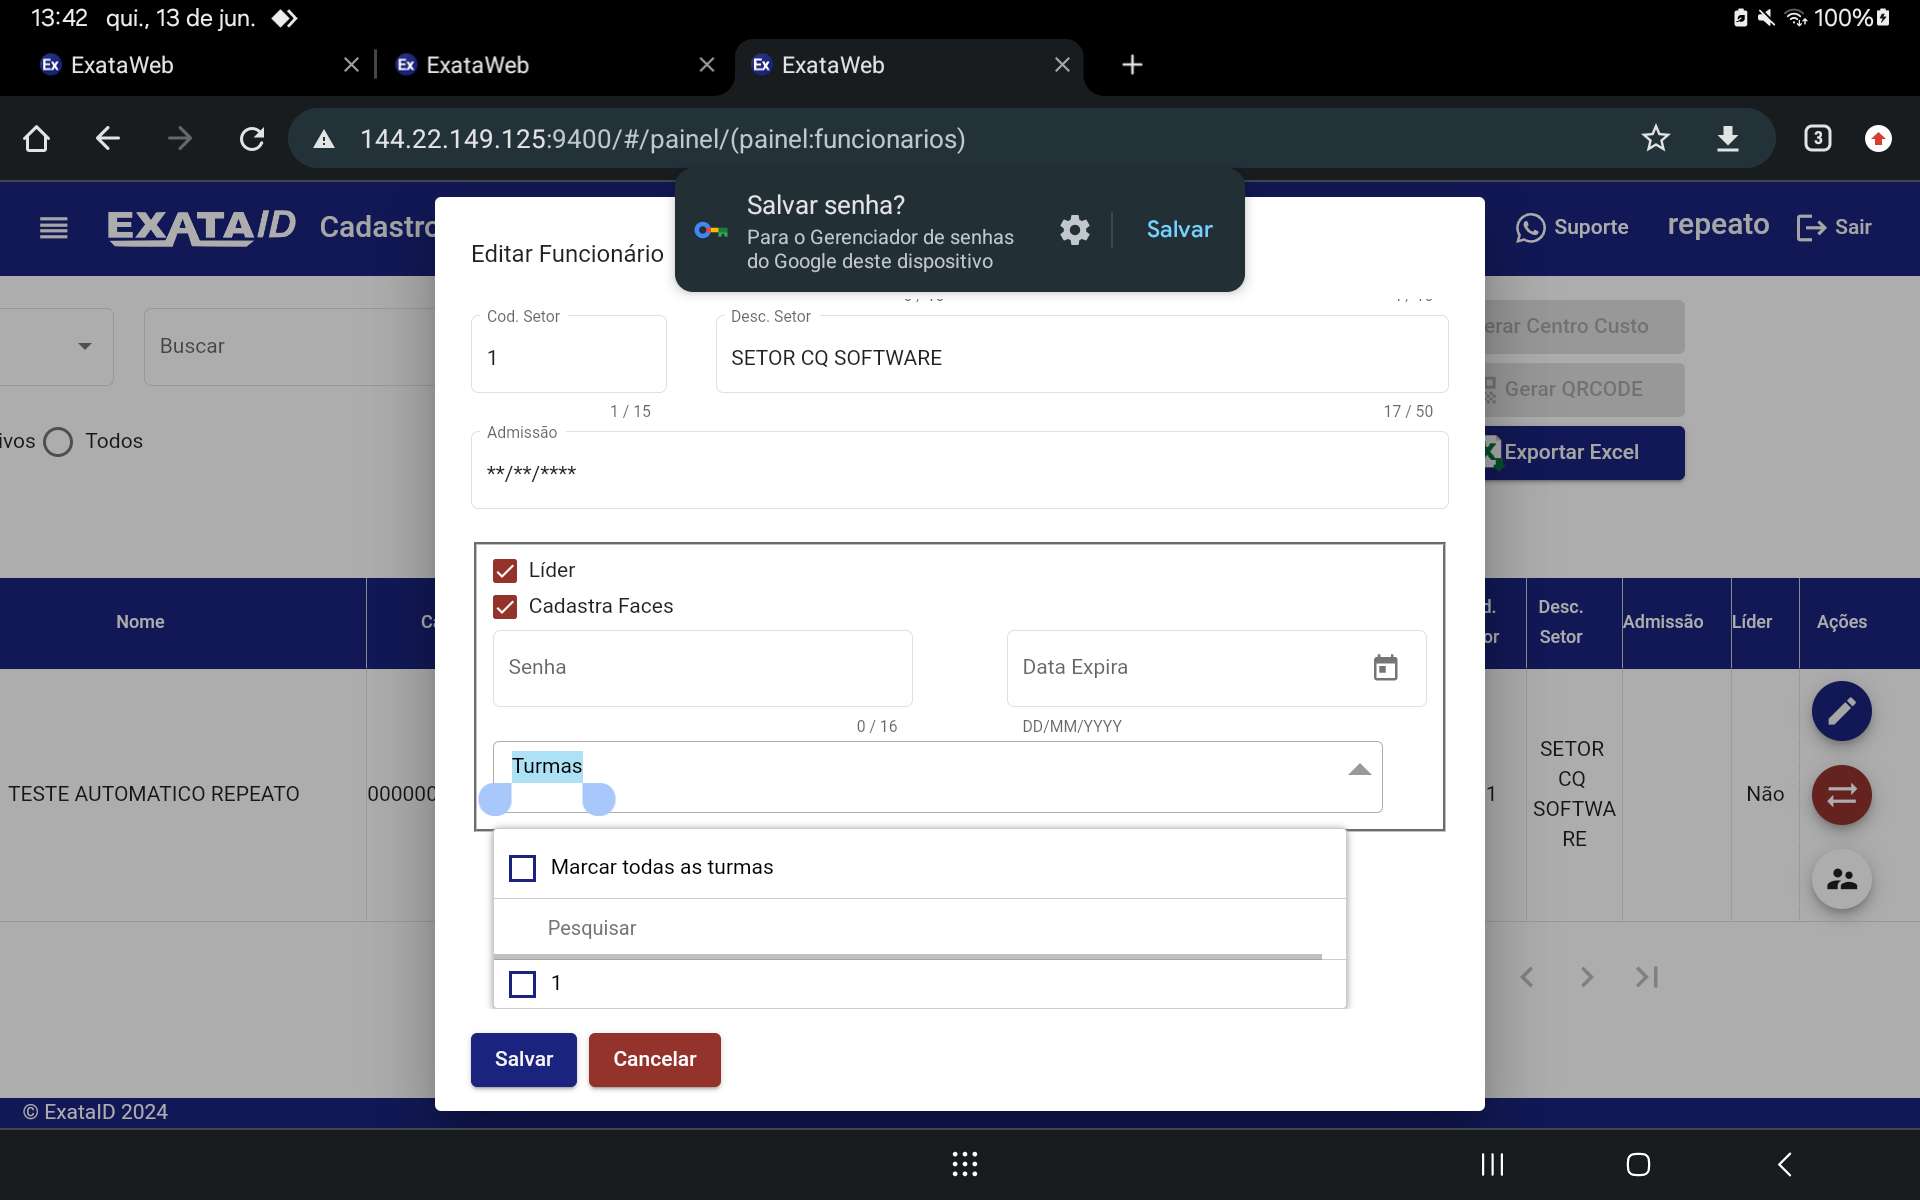 13:42 qui., 13 de jun. 100%
ExataWeb
ExataWeb
ExataWeb
144.22.149.125:9400/#/painel/(painel:funcionarios) 3
Salvar senha?
Para o Gerenciador de senhas
do Google deste dispositivo
Salvar
EXATAID Cadastro
Suporte repeato Sair
Editar Funcionário
Buscar
ivos Todos
Cod. Setor
1
1 / 15
Desc. Setor
SETOR CQ SOFTWARE
17 / 50
Admissão
**/**/****
erar Centro Custo
Gerar QRCODE
Exportar Excel
Líder
Cadastra Faces
Senha
0 / 16
Data Expira
DD/MM/YYYY
Turmas
Marcar todas as turmas
Pesquisar
1
Salvar Cancelar
Nome
Desc.
Setor
Admissão
Líder
Ações
TESTE AUTOMATICO REPEATO
000000
1
SETOR
CQ
SOFTWA
RE
Não
© ExataID 2024